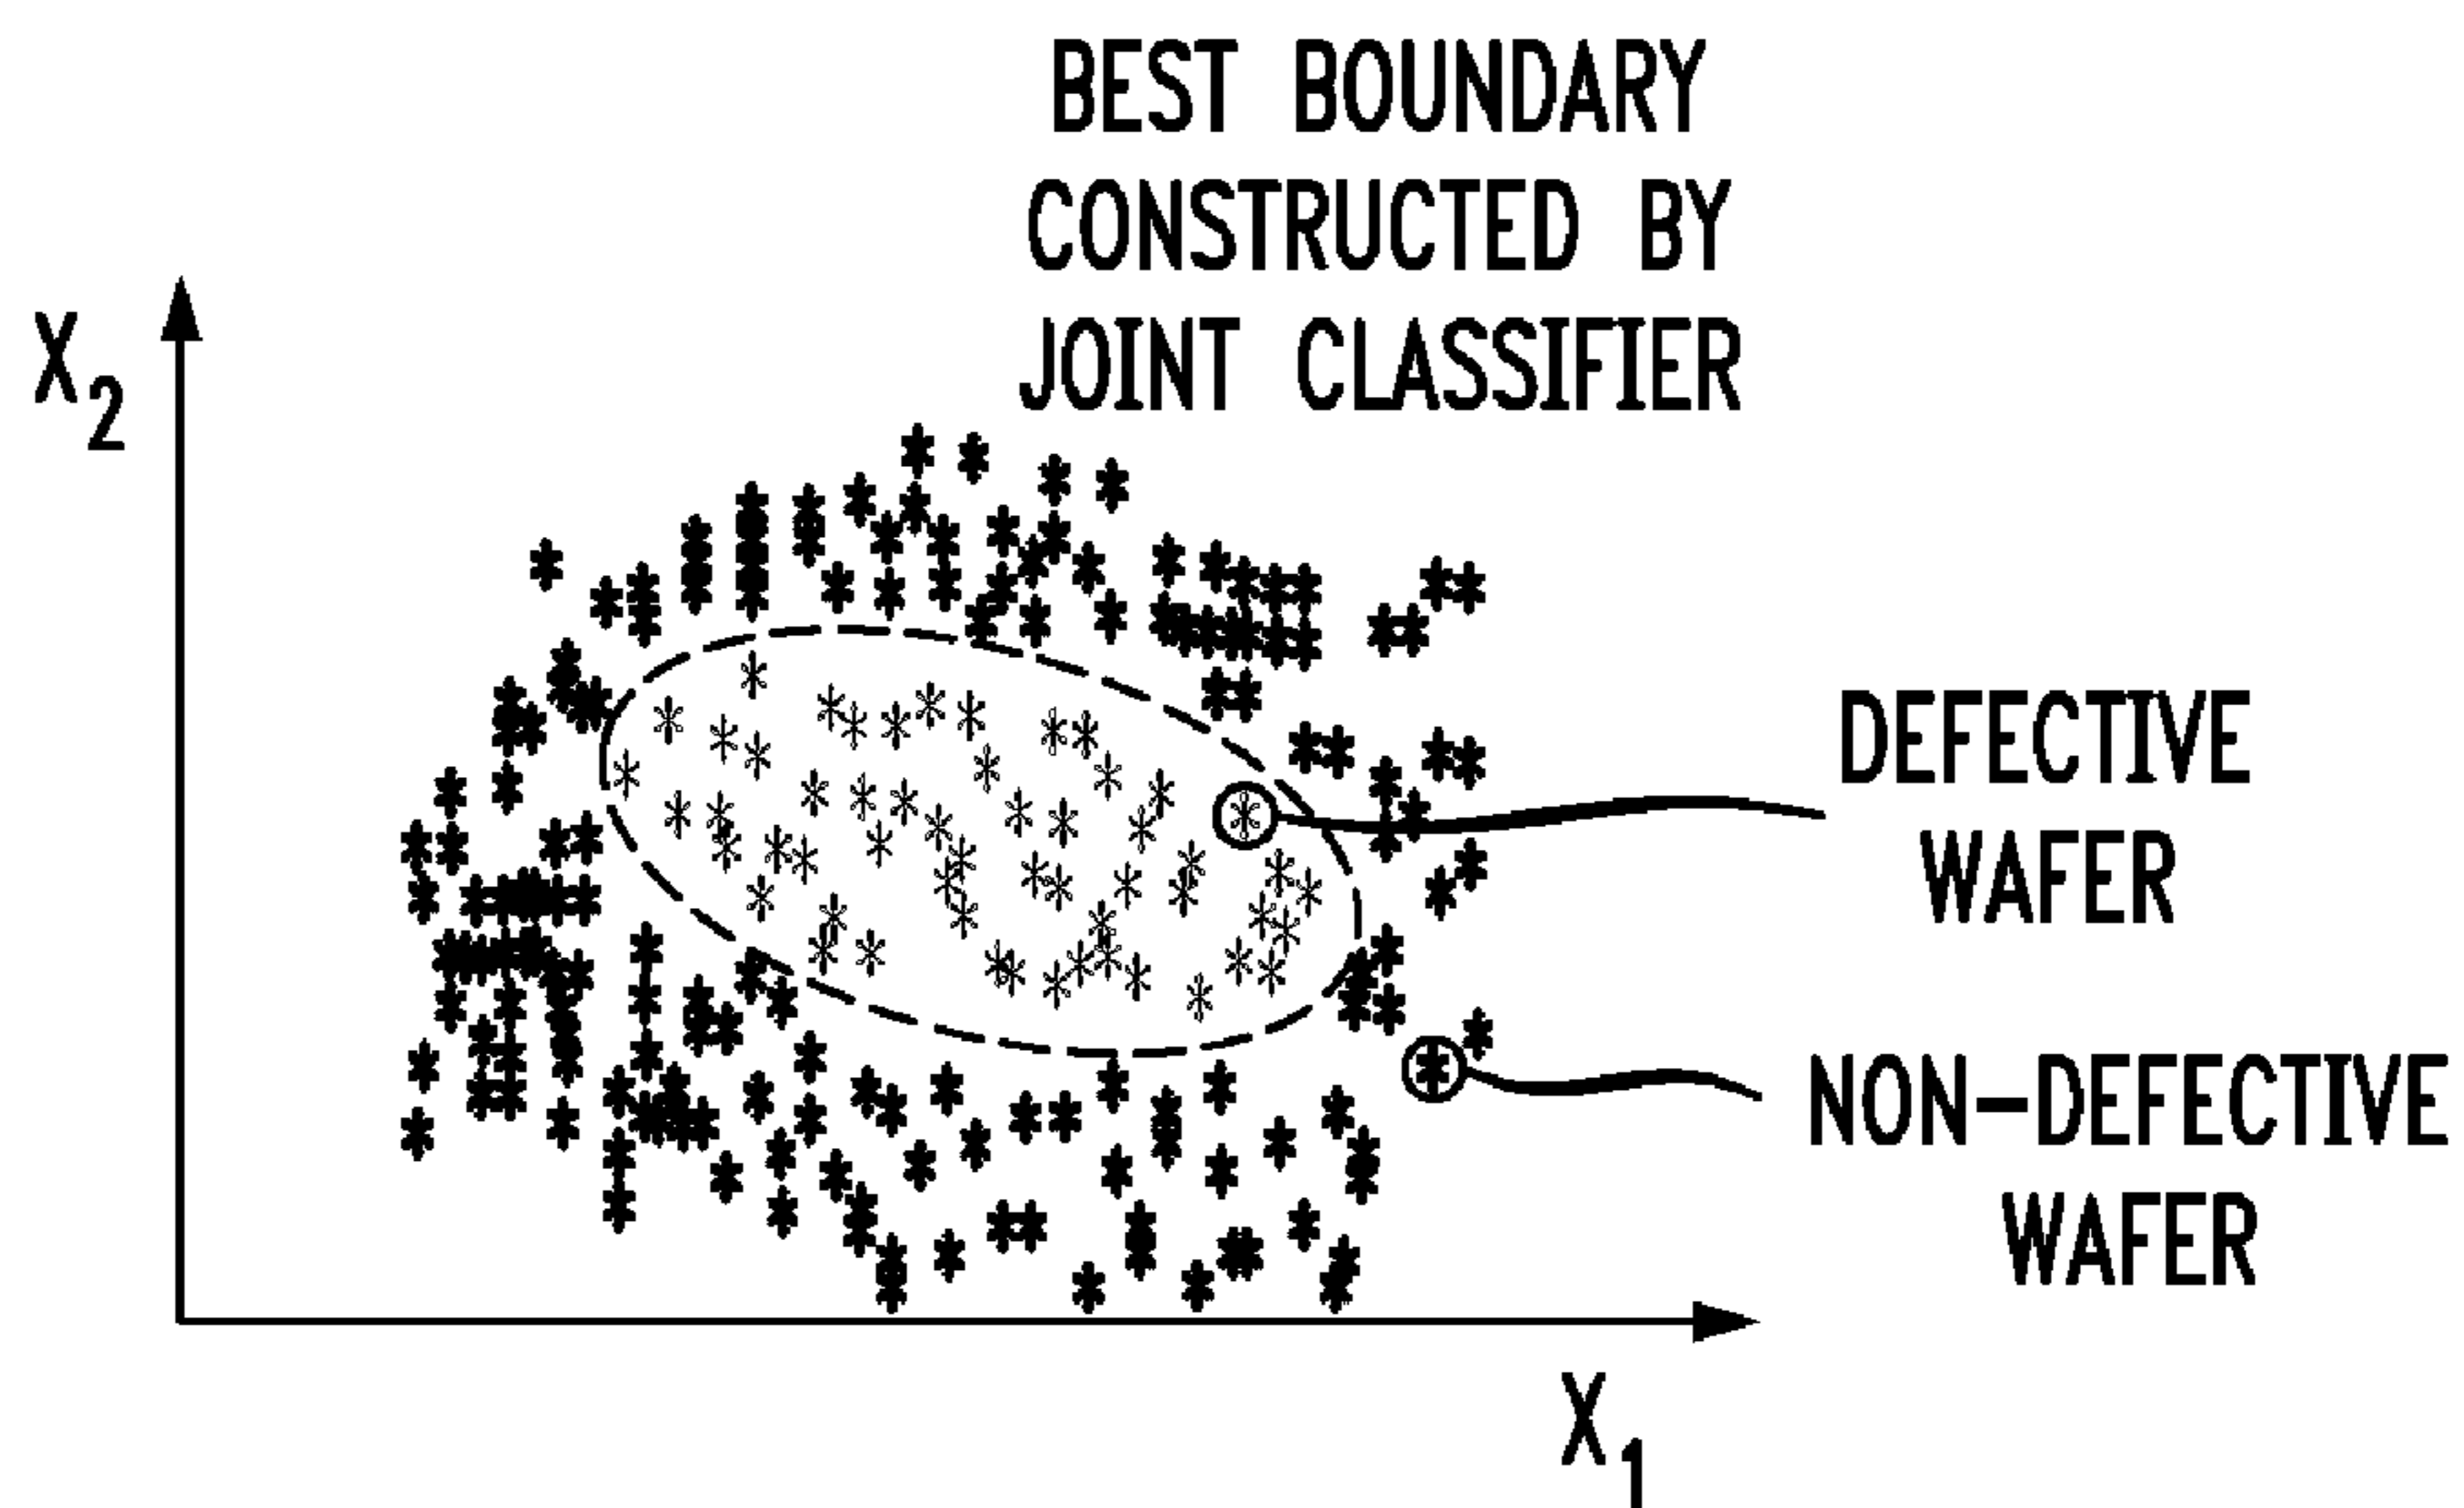 BEST BOUNDARY
CONSTRUCTED BY
JOINT CLASSIFIER
X2
DEFECTIVE
WAFER
NON-DEFECTIVE
WAFER
X1